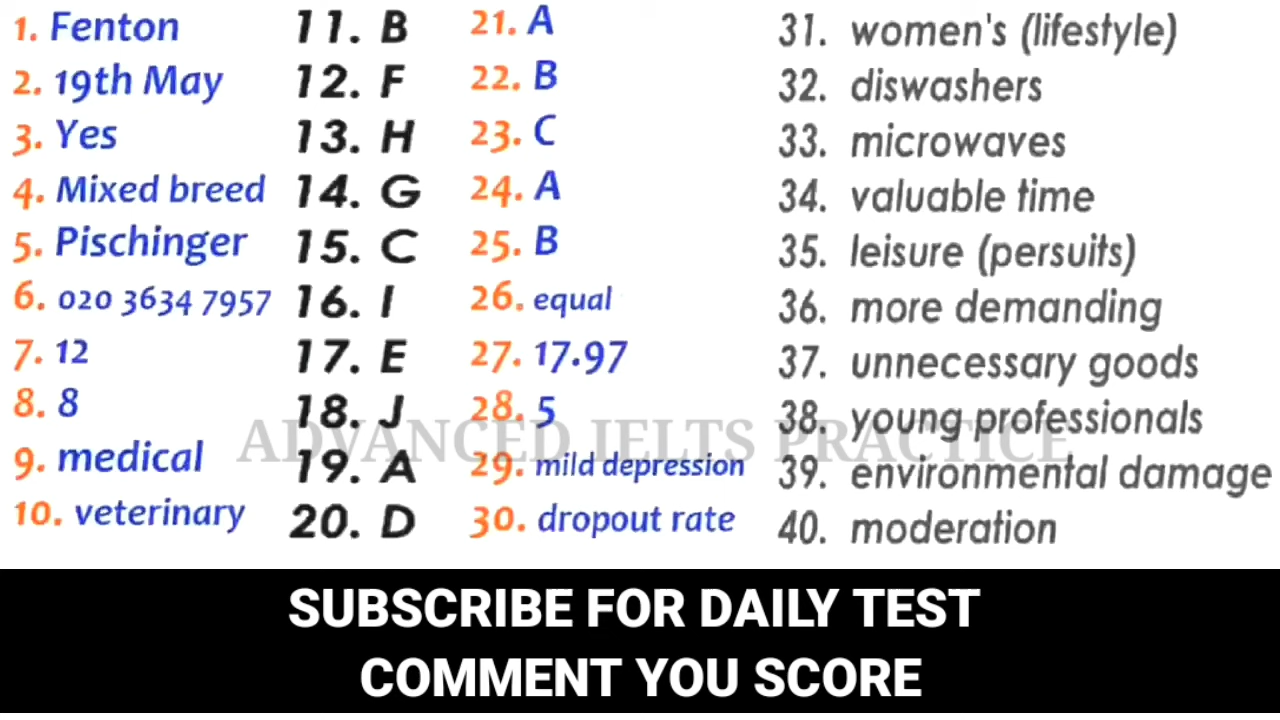 1. Fenton
2. 19th May
3. Yes
4. Mixed breed
5. Pischinger
6. 020 3634 7957
7. 12
8. 8
9. medical
10. veterinary
11. B
12. F
13. H
14. G
15. C
16. I
17. E
18. J
19. A
20. D
21. A
22. B
23. C
24. A
25. B
26. equal
27. 17.97
28. 5
29. mild depression
30. dropout rate
31. women's (lifestyle)
32. diswashers
33. microwaves
34. valuable time
35. leisure (persuits)
36. more demanding
37. unnecessary goods
38. young professionals
39. environmental damage
40. moderation
ADVANCED IELTS PRACTICE
SUBSCRIBE FOR DAILY TEST
COMMENT YOU SCORE